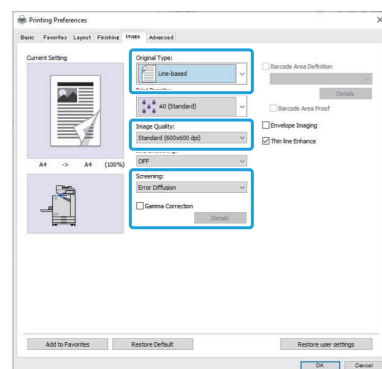 Printing Preferences
Basic Favorites Layout Finishing Image Advanced
Current Setting
Original Type:
Line-based
A0 (Standard)
Image Quality:
Standard (600x600 dpi)
OFF
Screening:
Error Diffusion
Gamma Correction
Details
Barcode Area Definition
Details
Barcode Area Proof
Envelope Imaging
Thin line Enhance
A4 -> A4 (100%)
Add to Favorites Restore Default Restore user settings
OK Cancel